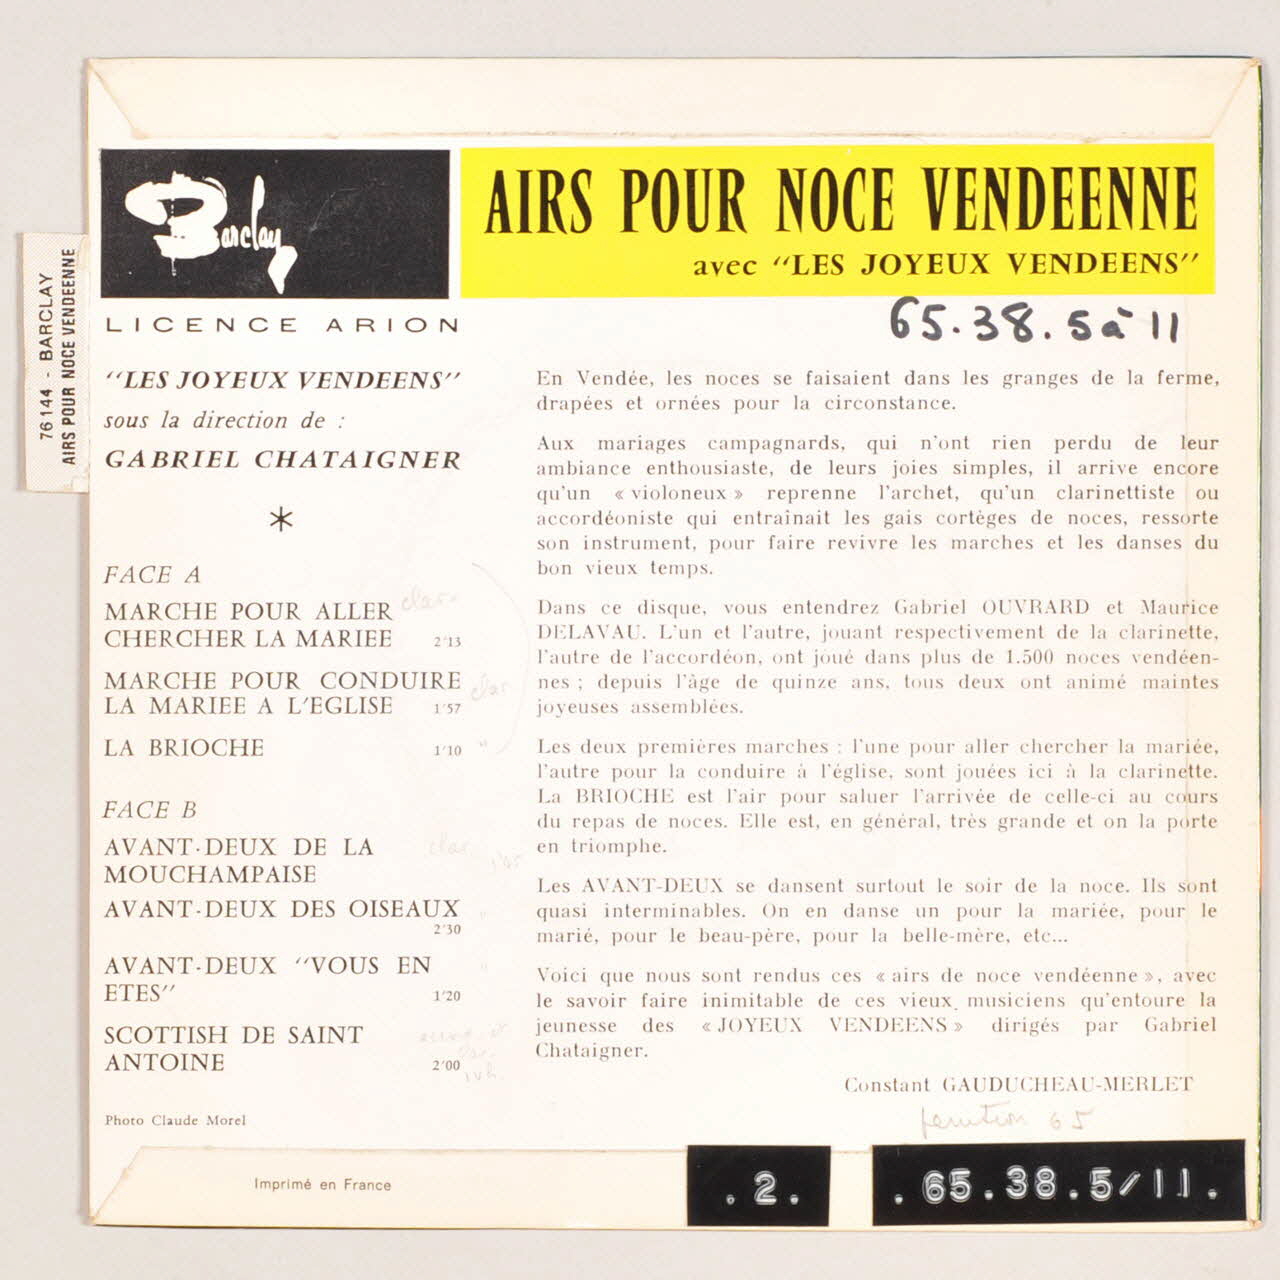 76144 - BARCLAY
AIRS POUR NOCE VENDEENNE
Barclay
AIRS POUR NOCE VENDEENNE
avec "LES JOYEUX VENDEENS"
LICENCE ARION
65.38.5 à 11
"LES JOYEUX VENDEENS"
sous la direction de :
GABRIEL CHATAIGNER
FACE A
MARCHE POUR ALLER
CHERCHER LA MARIEE 2'13
MARCHE POUR CONDUIRE
LA MARIEE A L'EGLISE 1'57
clar
LA BRIOCHE 1'10 "
FACE B
AVANT-DEUX DE LA
MOUCHAMPAISE
clar
AVANT-DEUX DES OISEAUX
2'30
AVANT-DEUX "VOUS EN
ETES" 1'20
SCOTTISH DE SAINT
ANTOINE 2'00
Photo Claude Morel
En Vendée, les noces se faisaient dans les granges de la ferme,
drapées et ornées pour la circonstance.
Aux mariages campagnards, qui n'ont rien perdu de leur
ambiance enthousiaste, de leurs joies simples, il arrive encore
qu'un « violoneux » reprenne l'archet, qu'un clarinettiste ou
accordéoniste qui entraînait les gais cortèges de noces, ressorte
son instrument, pour faire revivre les marches et les danses du
bon vieux temps.
Dans ce disque, vous entendrez Gabriel OUVRARD et Maurice
DELAVAU. L'un et l'autre, jouant respectivement de la clarinette,
l'autre de l'accordéon, ont joué dans plus de 1.500 noces vendéen-
nes ; depuis l'âge de quinze ans, tous deux ont animé maintes
joyeuses assemblées.
Les deux premières marches : l'une pour aller chercher la mariée,
l'autre pour la conduire à l'église, sont jouées ici à la clarinette.
La BRIOCHE est l'air pour saluer l'arrivée de celle-ci au cours
du repas de noces. Elle est, en général, très grande et on la porte
en triomphe.
Les AVANT-DEUX se dansent surtout le soir de la noce. Ils sont
quasi interminables. On en danse un pour la mariée, pour le
marié, pour le beau-père, pour la belle-mère, etc...
Voici que nous sont rendus ces « airs de noce vendéenne », avec
le savoir faire inimitable de ces vieux musiciens qu'entoure la
jeunesse des « JOYEUX VENDEENS » dirigés par Gabriel
Chataigner.
Constant GAUDUCHEAU-MERLET
65
Imprimé en France
.2.
.65.38.5/11.